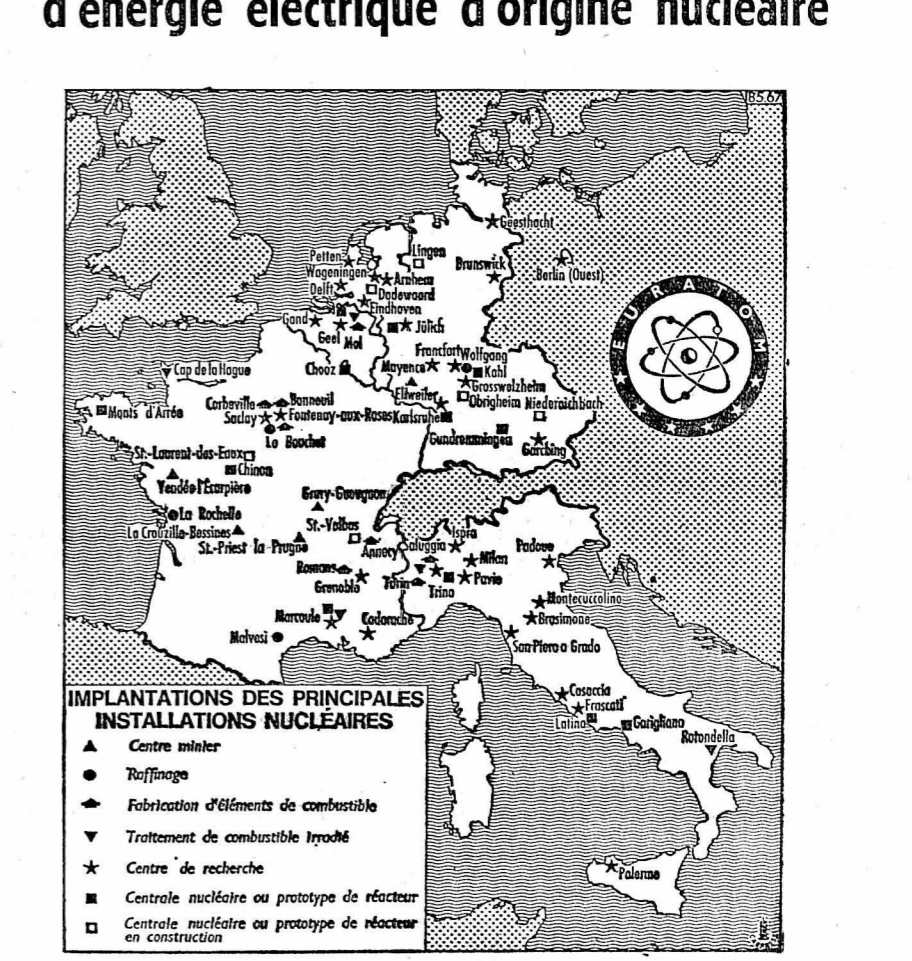 d'énergie électrique d'origine nucléaire
B5.67
Geesthacht
Lingen
Petten
Brunswick
Berlin (Ouest)
Wageningen
Arnhem
Delft
Dodewaard
Eindhoven
EURATOM
Gand
Jülich
Geel
Mol
Francfort
Wolfgang
Cap de la Hague
Chooz
Mayence
Kahl
Grosswelzheim
Ellweiler
Obrigheim
Niederaichbach
Monts d'Arrée
Corbeville
Bonneuil
Saclay
Fontenay-aux-Roses
Karlsruhe
Le Bouchet
Gundremmingen
Garching
St.-Laurent-des-Eaux
Chinon
Vendée l'Ecarpière
Grury-Gueugnon
La Rochelle
St.-Velbas
La Crouzille-Bessines
Ispra
St.-Priest la-Prugne
Annecy
Saluggia
Padoue
Milan
Romans
Grenoble
Turin
Trino
Pavie
Montecuccolino
Marcoule
Cadarache
Brasimone
Malvesi
San Piero a Grado
Casaccia
Frascati
Latina
Garigliano
Rotondella
Palerme
IMPLANTATIONS DES PRINCIPALES
INSTALLATIONS NUCLÉAIRES
Centre minier
Raffinage
Fabrication d'éléments de combustible
Traitement de combustible irradié
Centre de recherche
Centrale nucléaire ou prototype de réacteur
Centrale nucléaire ou prototype de réacteur
en construction